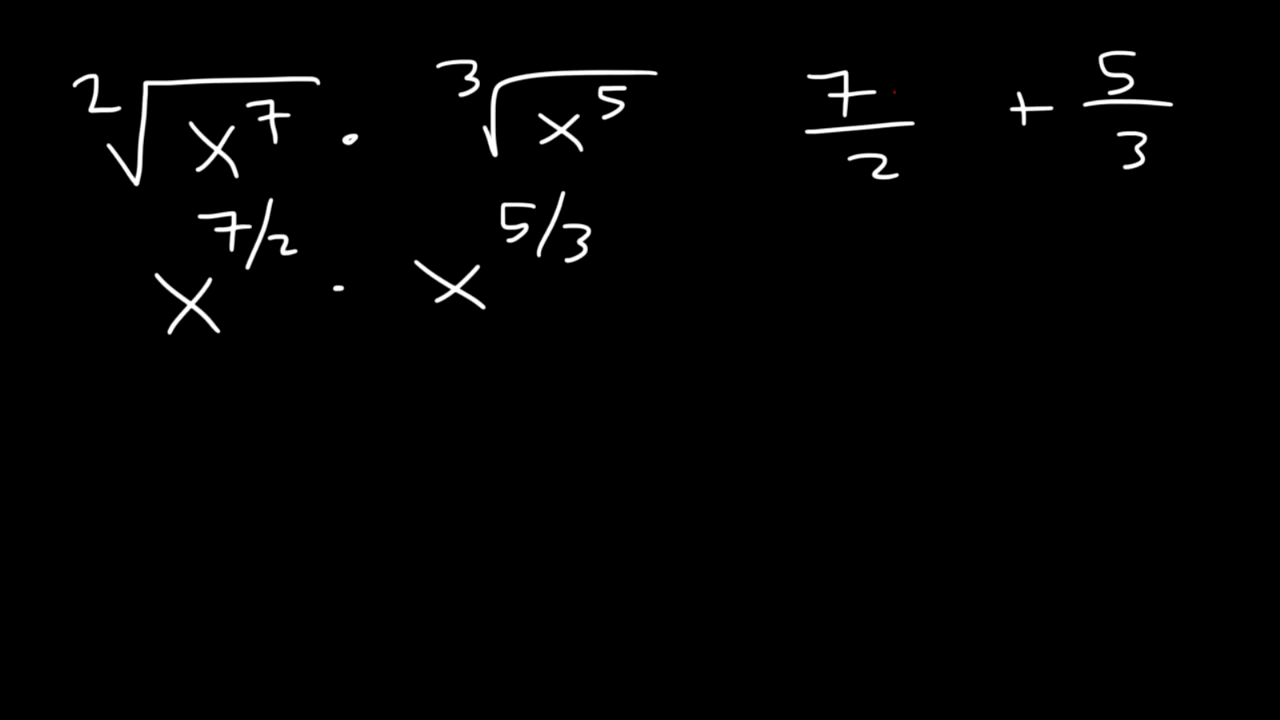 ²√x⁷ · ³√x⁵ 7/2 + 5/3
x^7/2 · x^5/3